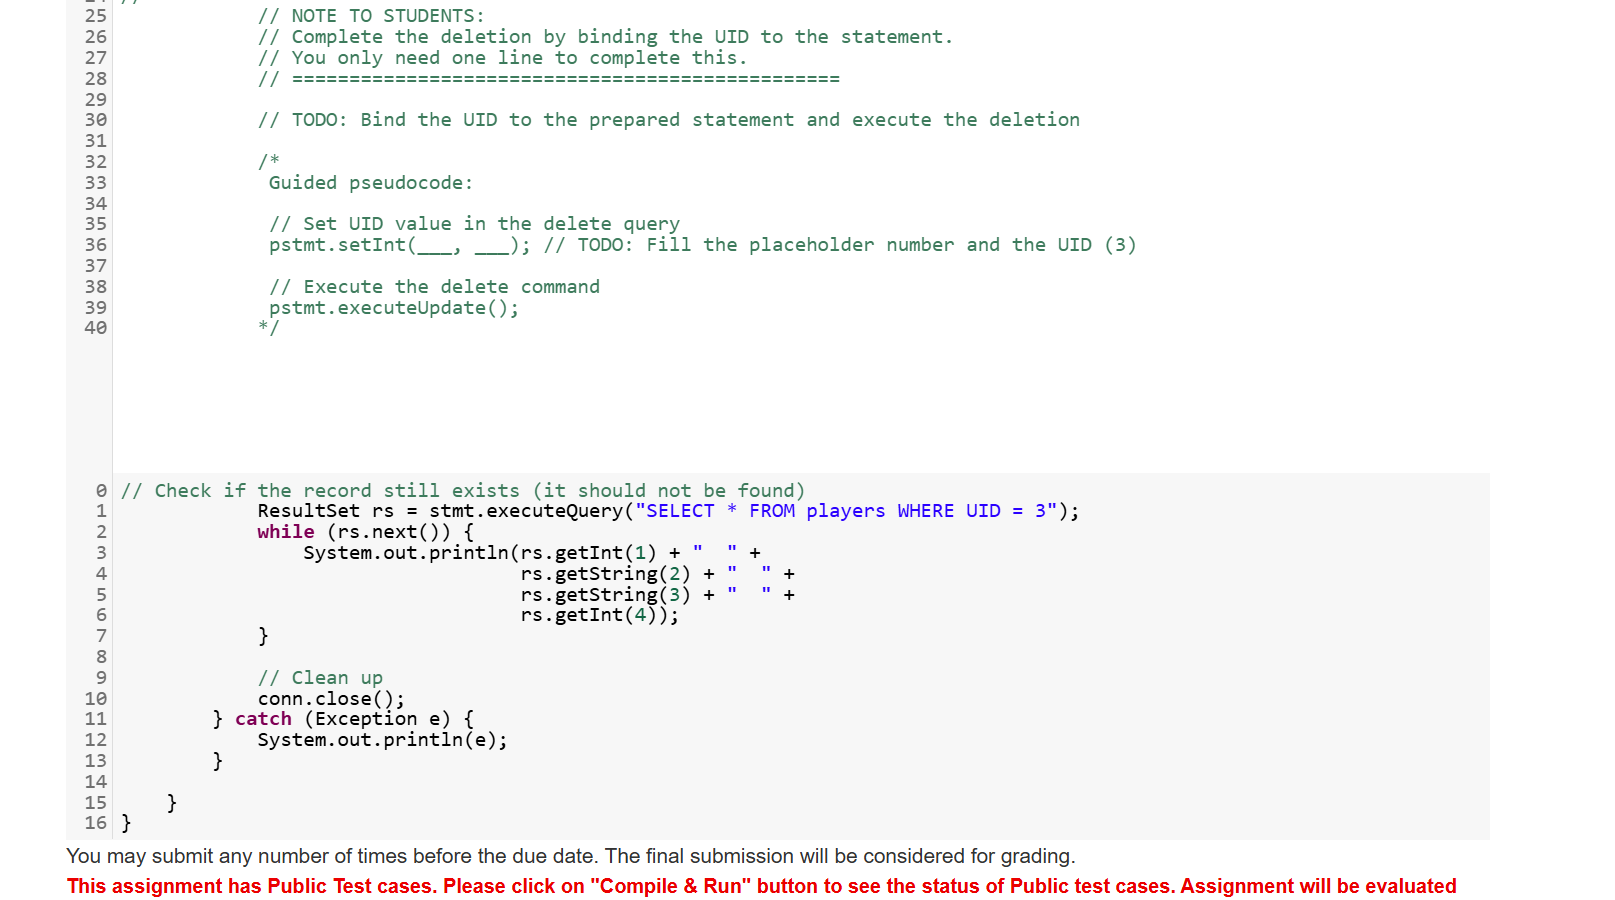 //
25 // NOTE TO STUDENTS:
26 // Complete the deletion by binding the UID to the statement.
27 // You only need one line to complete this.
28 // ================================================
29
30 // TODO: Bind the UID to the prepared statement and execute the deletion
31
32 /*
33 Guided pseudocode:
34
35 // Set UID value in the delete query
36 pstmt.setInt(___, ___); // TODO: Fill the placeholder number and the UID (3)
37
38 // Execute the delete command
39 pstmt.executeUpdate();
40 */
0 // Check if the record still exists (it should not be found)
1 ResultSet rs = stmt.executeQuery("SELECT * FROM players WHERE UID = 3");
2 while (rs.next()) {
3 System.out.println(rs.getInt(1) + "  " +
4 rs.getString(2) + "  " +
5 rs.getString(3) + "  " +
6 rs.getInt(4));
7 }
8
9 // Clean up
10 conn.close();
11 } catch (Exception e) {
12 System.out.println(e);
13 }
14
15 }
16 }
You may submit any number of times before the due date. The final submission will be considered for grading.
This assignment has Public Test cases. Please click on "Compile & Run" button to see the status of Public test cases. Assignment will be evaluated